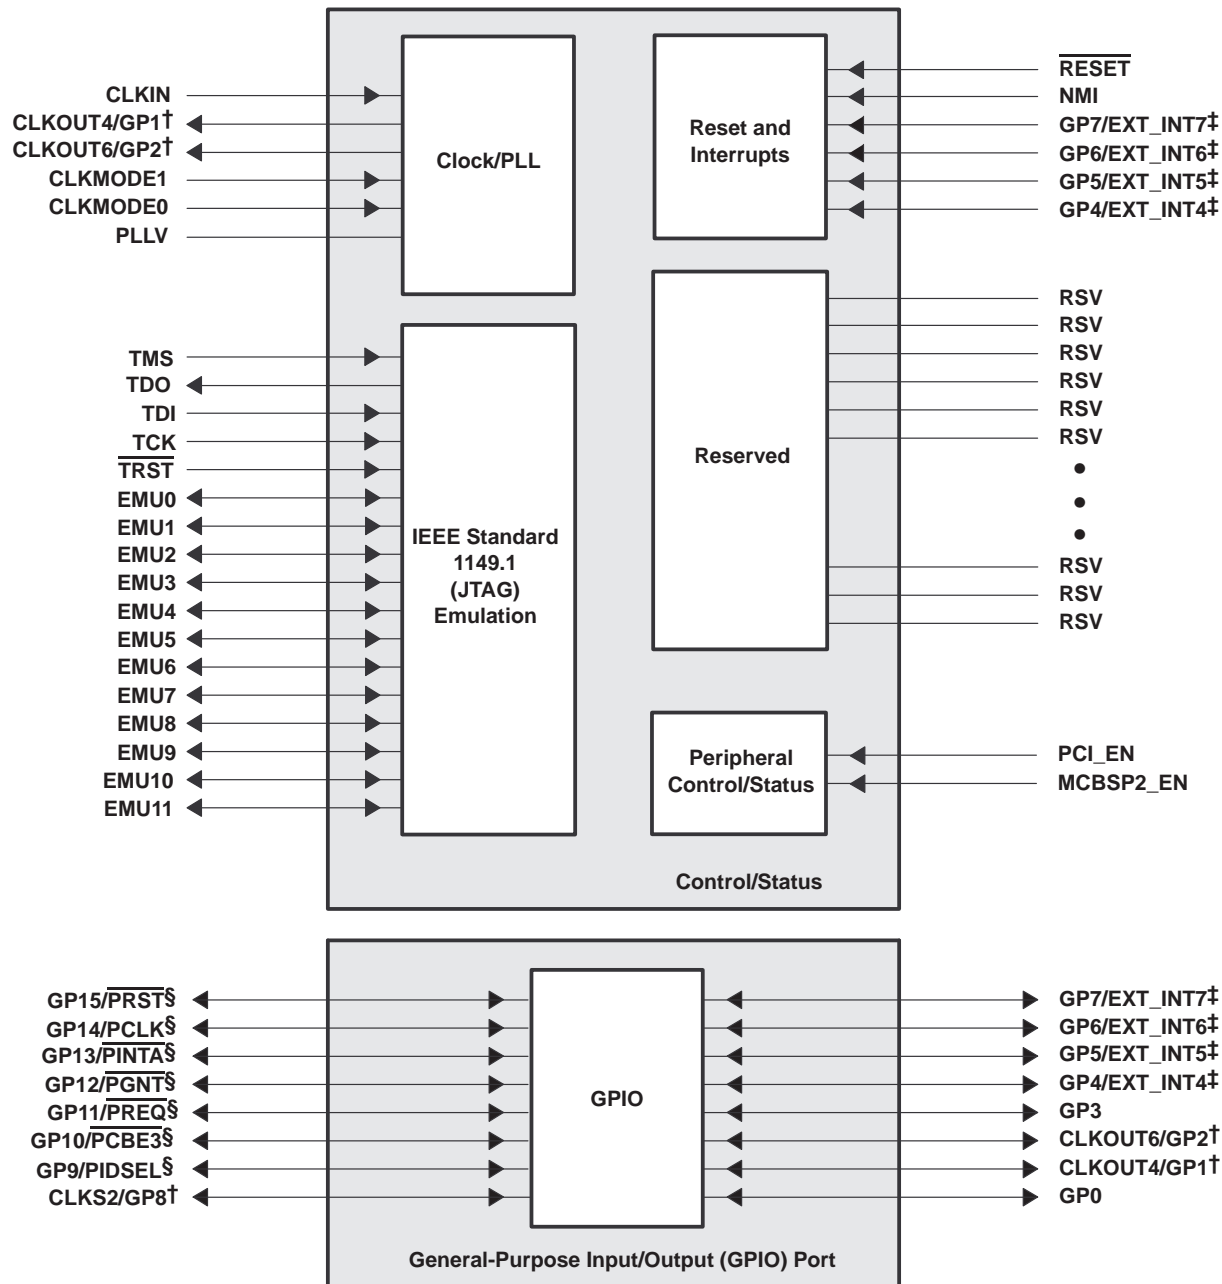 CLKIN
CLKOUT4/GP1†
CLKOUT6/GP2†
CLKMODE1
CLKMODE0
PLLV
Clock/PLL
Reset and
Interrupts
RESET
NMI
GP7/EXT_INT7‡
GP6/EXT_INT6‡
GP5/EXT_INT5‡
GP4/EXT_INT4‡
TMS
TDO
TDI
TCK
TRST
EMU0
EMU1
EMU2
EMU3
EMU4
EMU5
EMU6
EMU7
EMU8
EMU9
EMU10
EMU11
IEEE Standard
1149.1
(JTAG)
Emulation
Reserved
RSV
RSV
RSV
RSV
RSV
RSV
RSV
RSV
RSV
Peripheral
Control/Status
PCI_EN
MCBSP2_EN
Control/Status
GP15/PRST§
GP14/PCLK§
GP13/PINTA§
GP12/PGNT§
GP11/PREQ§
GP10/PCBE3§
GP9/PIDSEL§
CLKS2/GP8†
GPIO
GP7/EXT_INT7‡
GP6/EXT_INT6‡
GP5/EXT_INT5‡
GP4/EXT_INT4‡
GP3
CLKOUT6/GP2†
CLKOUT4/GP1†
GP0
General-Purpose Input/Output (GPIO) Port